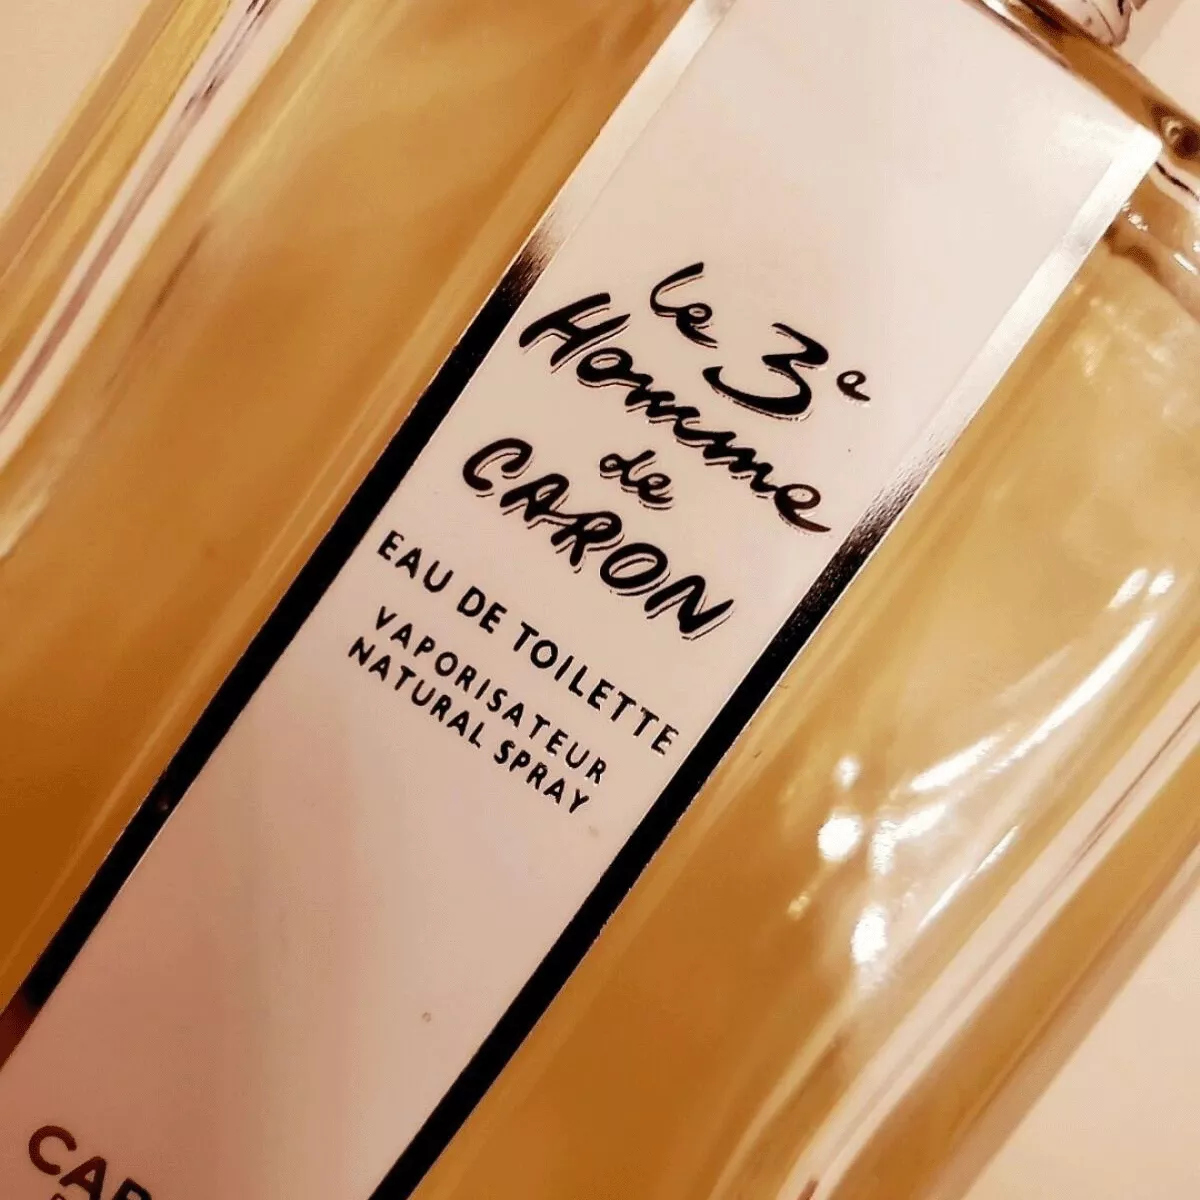 le 3e
Homme
de
CARON
EAU DE TOILETTE
VAPORISATEUR
NATURAL SPRAY